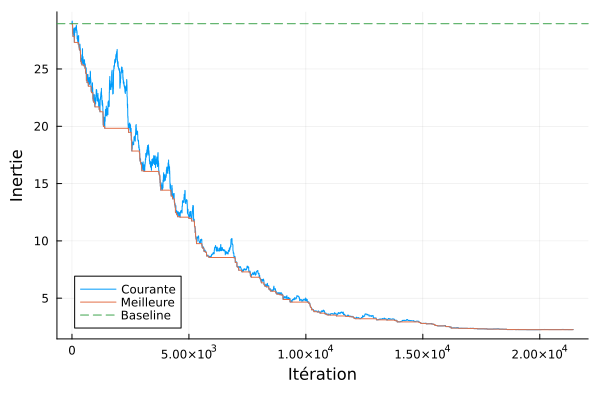 25
20
15
10
5
Inertie
Courante
Meilleure
Baseline
0
5.00×10³
1.00×10⁴
1.50×10⁴
2.00×10⁴
Itération